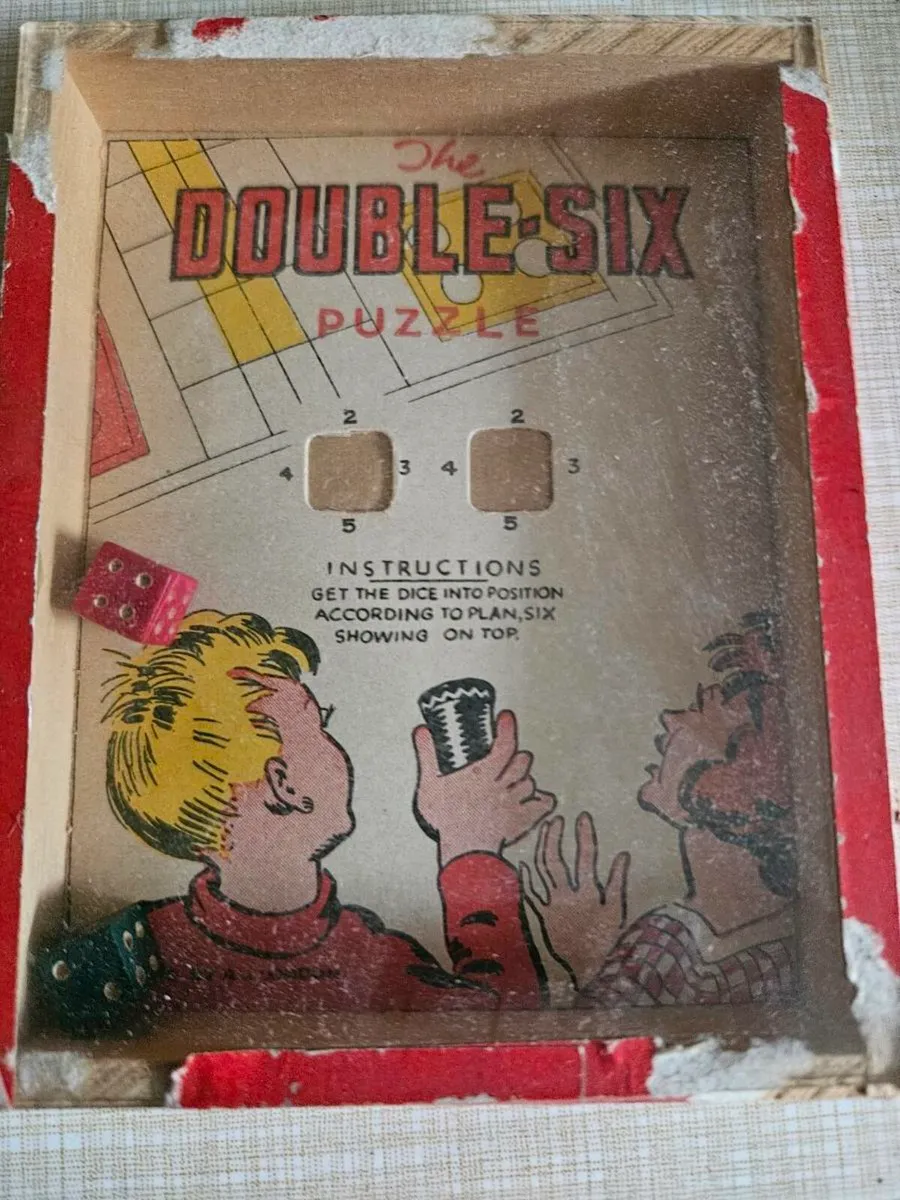 The
DOUBLE-SIX
PUZZLE
2 2
4 3 4 3
5 5
INSTRUCTIONS
GET THE DICE INTO POSITION
ACCORDING TO PLAN, SIX
SHOWING ON TOP.
LONDON